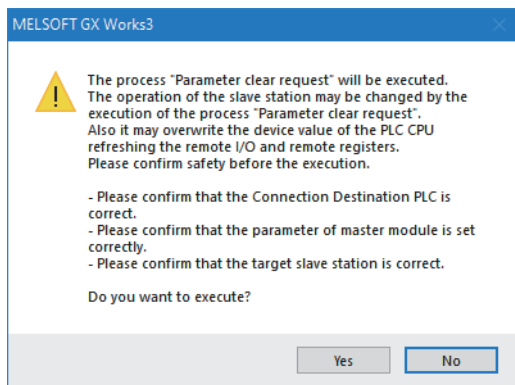 MELSOFT GX Works3
The process "Parameter clear request" will be executed.
The operation of the slave station may be changed by the
execution of the process "Parameter clear request".
Also it may overwrite the device value of the PLC CPU
refreshing the remote I/O and remote registers.
Please confirm safety before the execution.
- Please confirm that the Connection Destination PLC is
correct.
- Please confirm that the parameter of master module is set
correctly.
- Please confirm that the target slave station is correct.
Do you want to execute?
Yes
No